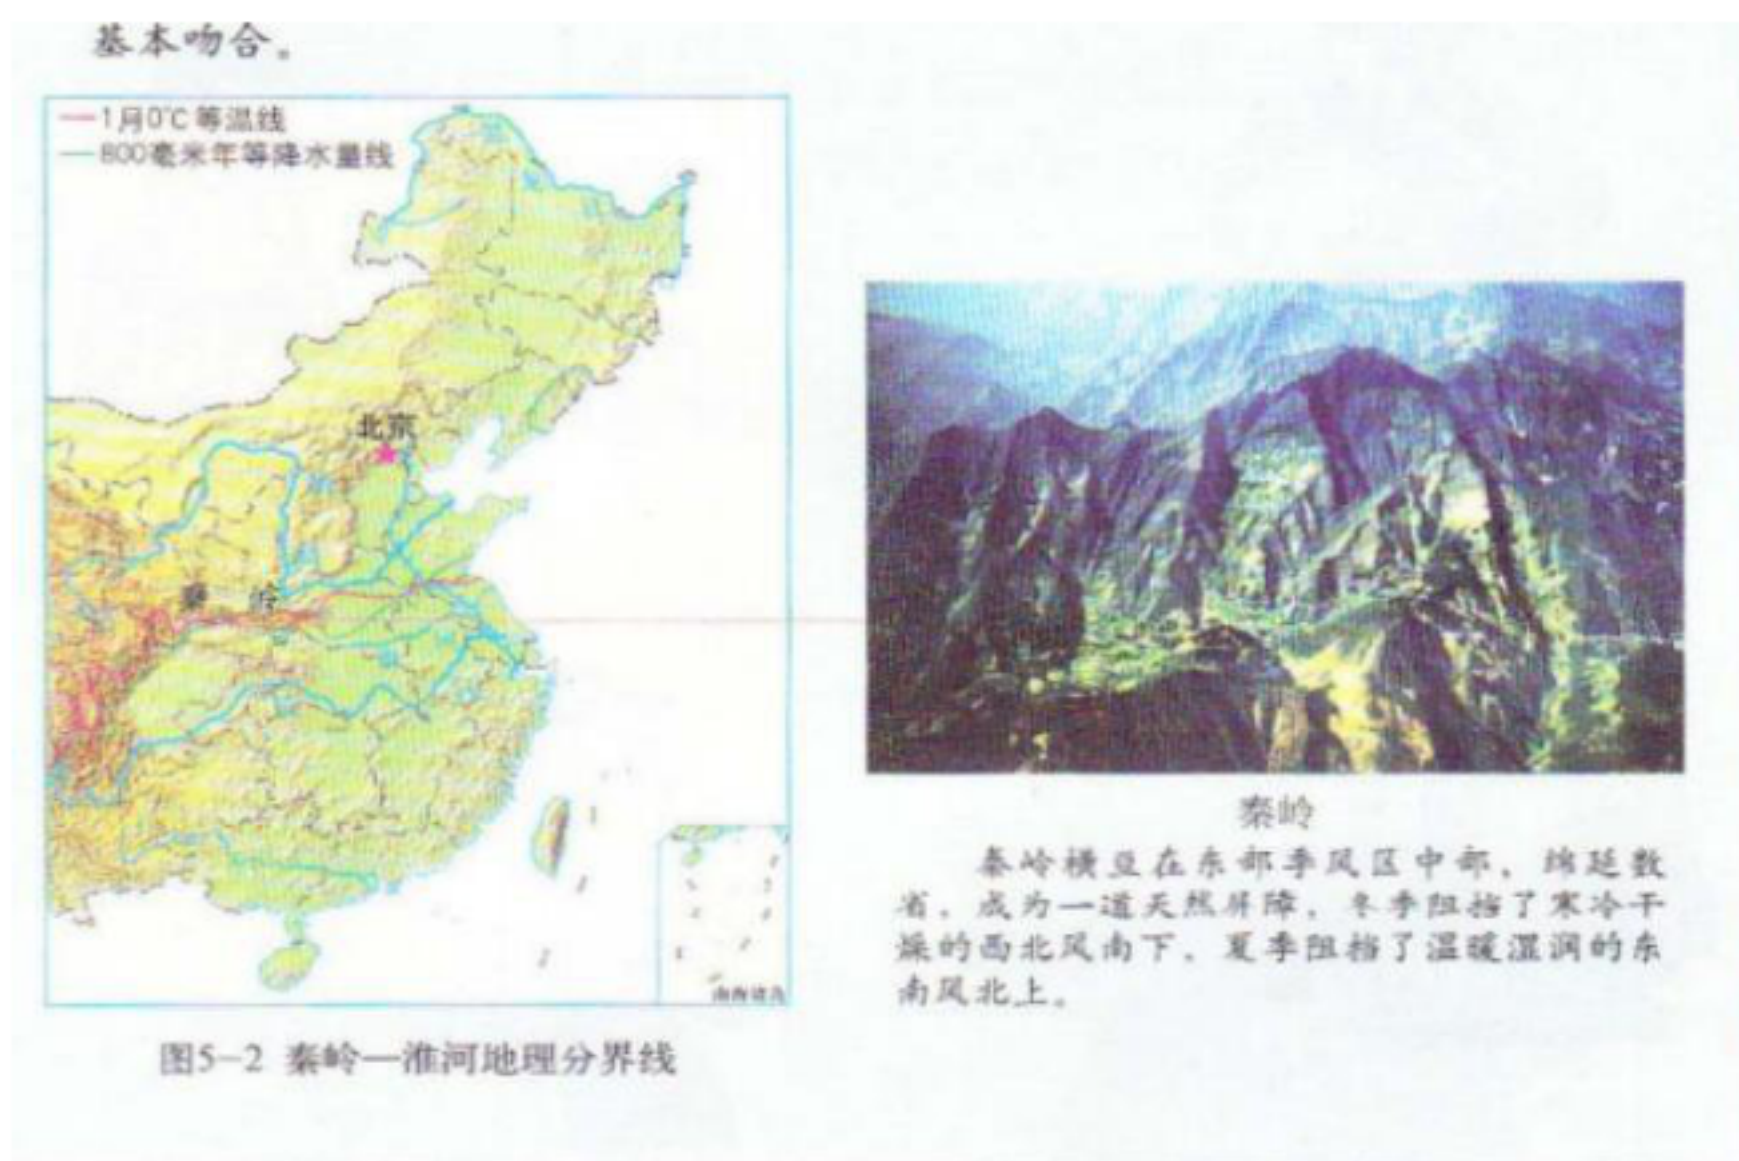 基本吻合。
1月0℃等温线
800毫米年等降水量线
北京
秦 岭
南海诸岛
图5-2 秦岭—淮河地理分界线
秦岭
秦岭横亘在东部季风区中部，绵延数
省，成为一道天然屏障，冬季阻挡了寒冷干
燥的西北风南下，夏季阻挡了温暖湿润的东
南风北上。